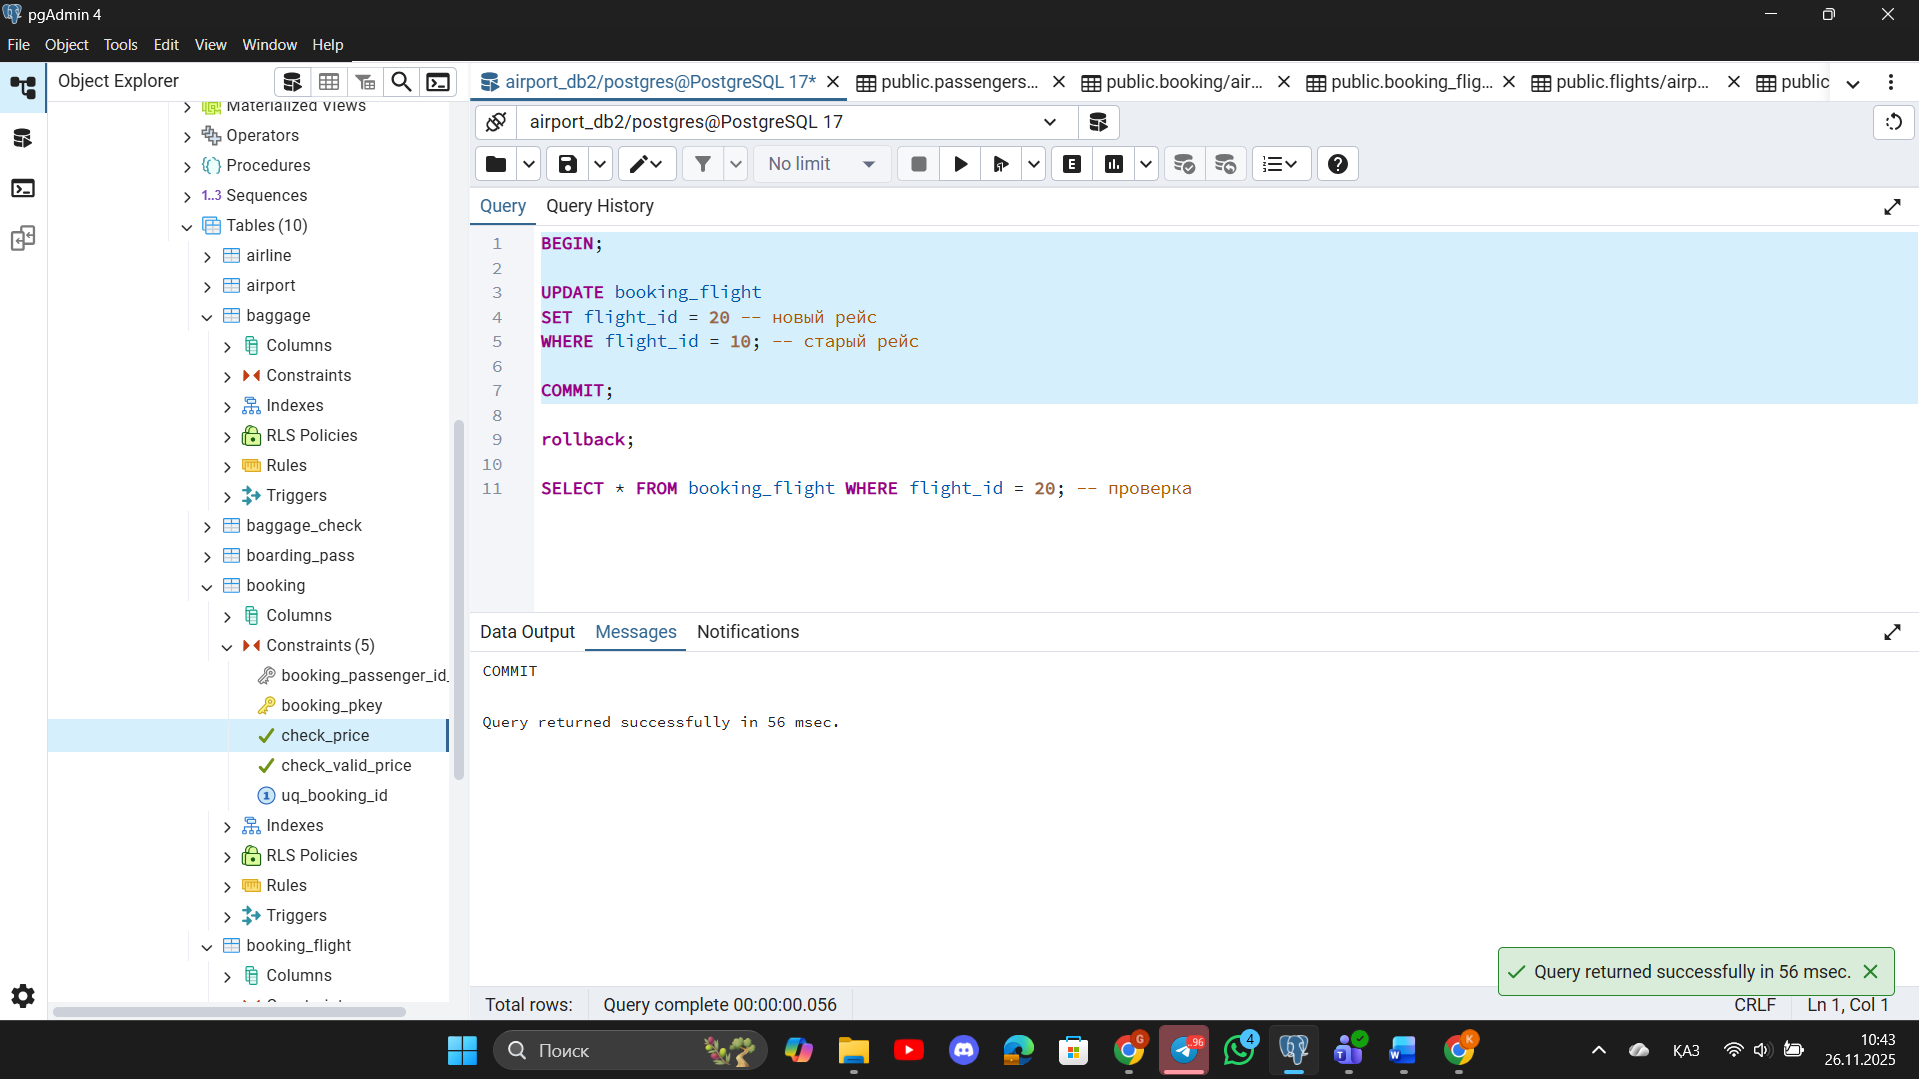 pgAdmin 4
File Object Tools Edit View Window Help
Object Explorer
airport_db2/postgres@PostgreSQL 17* public.passengers... public.booking/air... public.booking_flig... public.flights/airp... public
airport_db2/postgres@PostgreSQL 17
No limit
Query Query History
Materialized Views
Operators
Procedures
1..3 Sequences
Tables (10)
airline
airport
baggage
Columns
Constraints
Indexes
RLS Policies
Rules
Triggers
baggage_check
boarding_pass
booking
Columns
Constraints (5)
booking_passenger_id_
booking_pkey
check_price
check_valid_price
uq_booking_id
Indexes
RLS Policies
Rules
Triggers
booking_flight
Columns
1 BEGIN;
2
3 UPDATE booking_flight
4 SET flight_id = 20 -- новый рейс
5 WHERE flight_id = 10; -- старый рейс
6
7 COMMIT;
8
9 rollback;
10
11 SELECT * FROM booking_flight WHERE flight_id = 20; -- проверка
Data Output Messages Notifications
COMMIT
Query returned successfully in 56 msec.
Query returned successfully in 56 msec.
Total rows: Query complete 00:00:00.056 CRLF Ln 1, Col 1
Поиск
G
96
4
K
ҚАЗ
10:43
26.11.2025